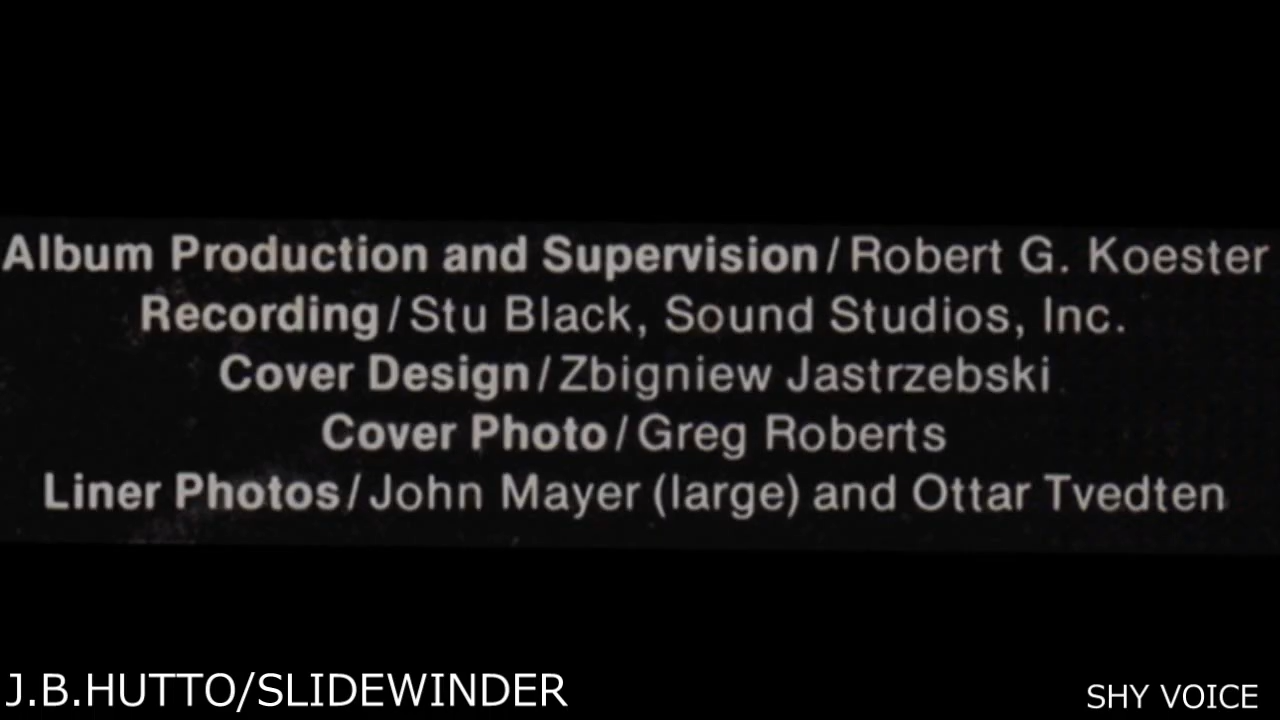 Album Production and Supervision/Robert G. Koester
Recording/Stu Black, Sound Studios, Inc.
Cover Design/Zbigniew Jastrzebski
Cover Photo/Greg Roberts
Liner Photos/John Mayer (large) and Ottar Tvedten
J.B.HUTTO/SLIDEWINDER
SHY VOICE